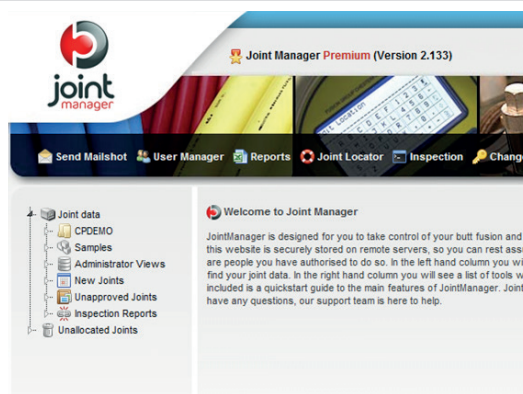 joint
manager
Joint Manager Premium (Version 2.133)
Send Mailshot User Manager Reports Joint Locator Inspection Chang
Joint data
CPDEMO
Samples
Administrator Views
New Joints
Unapproved Joints
Inspection Reports
Unallocated Joints
Welcome to Joint Manager
JointManager is designed for you to take control of your butt fusion and
this website is securely stored on remote servers, so you can rest ass
are people you have authorised to do so. In the left hand column you wi
find your joint data. In the right hand column you will see a list of tools w
included is a quickstart guide to the main features of JointManager. Joint
have any questions, our support team is here to help.